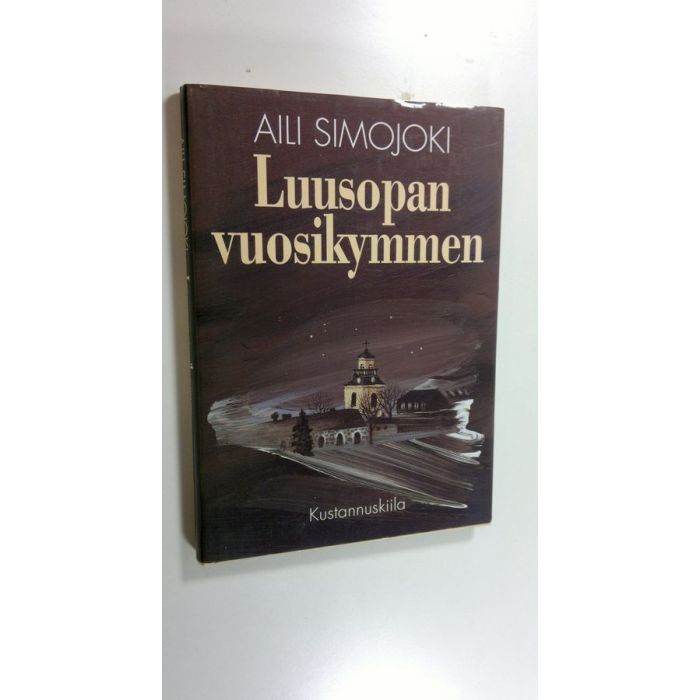 AILI SIMOJOKI
Luusopan
vuosikymmen
Kustannuskiila